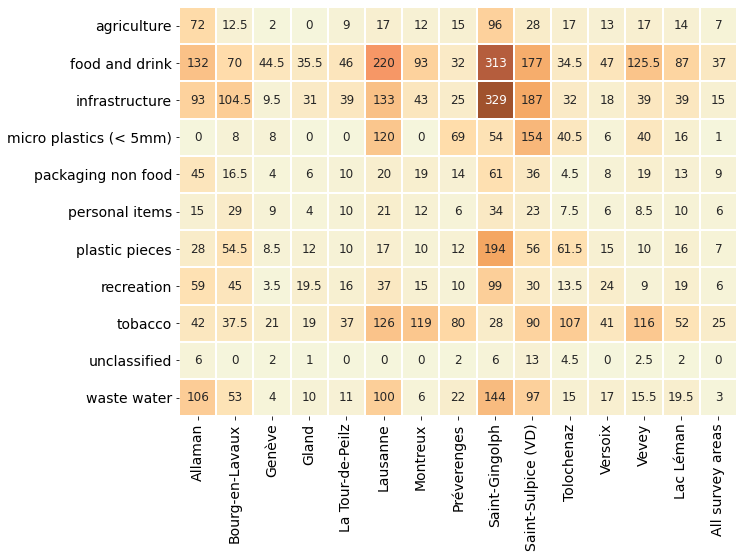 agriculture 72 12.5 2 0 9 17 12 15 96 28 17 13 17 14 7
food and drink 132 70 44.5 35.5 46 220 93 32 313 177 34.5 47 125.5 87 37
infrastructure 93 104.5 9.5 31 39 133 43 25 329 187 32 18 39 39 15
micro plastics (< 5mm) 0 8 8 0 0 120 0 69 54 154 40.5 6 40 16 1
packaging non food 45 16.5 4 6 10 20 19 14 61 36 4.5 8 19 13 9
personal items 15 29 9 4 10 21 12 6 34 23 7.5 6 8.5 10 6
plastic pieces 28 54.5 8.5 12 10 17 10 12 194 56 61.5 15 10 16 7
recreation 59 45 3.5 19.5 16 37 15 10 99 30 13.5 24 9 19 6
tobacco 42 37.5 21 19 37 126 119 80 28 90 107 41 116 52 25
unclassified 6 0 2 1 0 0 0 2 6 13 4.5 0 2.5 2 0
waste water 106 53 4 10 11 100 6 22 144 97 15 17 15.5 19.5 3
Allaman
Bourg-en-Lavaux
Genève
Gland
La Tour-de-Peilz
Lausanne
Montreux
Préverenges
Saint-Gingolph
Saint-Sulpice (VD)
Tolochenaz
Versoix
Vevey
Lac Léman
All survey areas